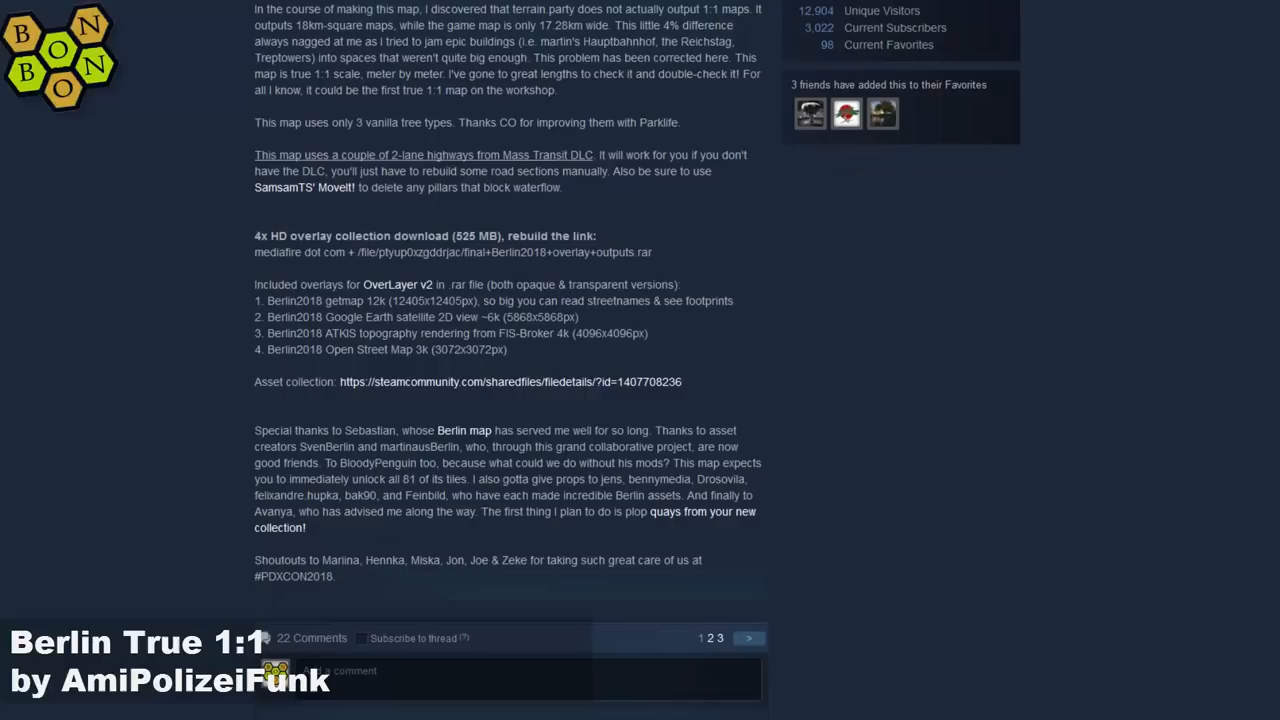 B O N
B O N
O
In the course of making this map, I discovered that terrain.party does not actually output 1:1 maps. It
outputs 18km-square maps, while the game map is only 17.28km wide. This little 4% difference
always nagged at me as I tried to jam epic buildings (i.e. martin's Hauptbahnhof, the Reichstag,
Treptowers) into spaces that weren't quite big enough. This problem has been corrected here. This
map is true 1:1 scale, meter by meter. I've gone to great lengths to check it and double-check it! For
all I know, it could be the first true 1:1 map on the workshop.
This map uses only 3 vanilla tree types. Thanks CO for improving them with Parklife.
This map uses a couple of 2-lane highways from Mass Transit DLC. It will work for you if you don't
have the DLC, you'll just have to rebuild some road sections manually. Also be sure to use
SamsamTS' MoveIt! to delete any pillars that block waterflow.
4x HD overlay collection download (525 MB), rebuild the link:
mediafire dot com + /file/ptyup0xzgddrjac/final+Berlin2018+overlay+outputs.rar
Included overlays for OverLayer v2 in .rar file (both opaque & transparent versions):
1. Berlin2018 getmap 12k (12405x12405px), so big you can read streetnames & see footprints
2. Berlin2018 Google Earth satellite 2D view ~6k (5868x5868px)
3. Berlin2018 ATKIS topography rendering from FIS-Broker 4k (4096x4096px)
4. Berlin2018 Open Street Map 3k (3072x3072px)
Asset collection: https://steamcommunity.com/sharedfiles/filedetails/?id=1407708236
Special thanks to Sebastian, whose Berlin map has served me well for so long. Thanks to asset
creators SvenBerlin and martinausBerlin, who, through this grand collaborative project, are now
good friends. To BloodyPenguin too, because what could we do without his mods? This map expects
you to immediately unlock all 81 of its tiles. I also gotta give props to jens, bennymedia, Drosovila,
felixandre.hupka, bak90, and Feinbild, who have each made incredible Berlin assets. And finally to
Avanya, who has advised me along the way. The first thing I plan to do is plop quays from your new
collection!
Shoutouts to Mariina, Hennka, Miska, Jon, Joe & Zeke for taking such great care of us at
#PDXCON2018.
22 Comments Subscribe to thread (?) 1 2 3 >
Add a comment
12,904 Unique Visitors
3,022 Current Subscribers
98 Current Favorites
3 friends have added this to their Favorites
Berlin True 1:1
by AmiPolizeiFunk